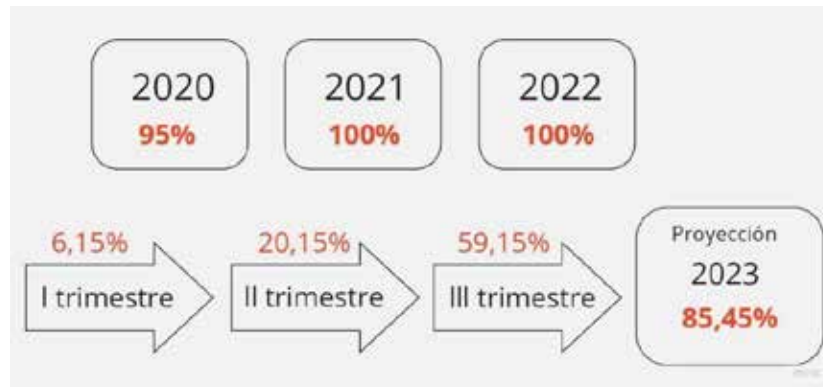 2020
95%
2021
100%
2022
100%
6,15%
I trimestre
20,15%
II trimestre
59,15%
III trimestre
Proyección
2023
85,45%